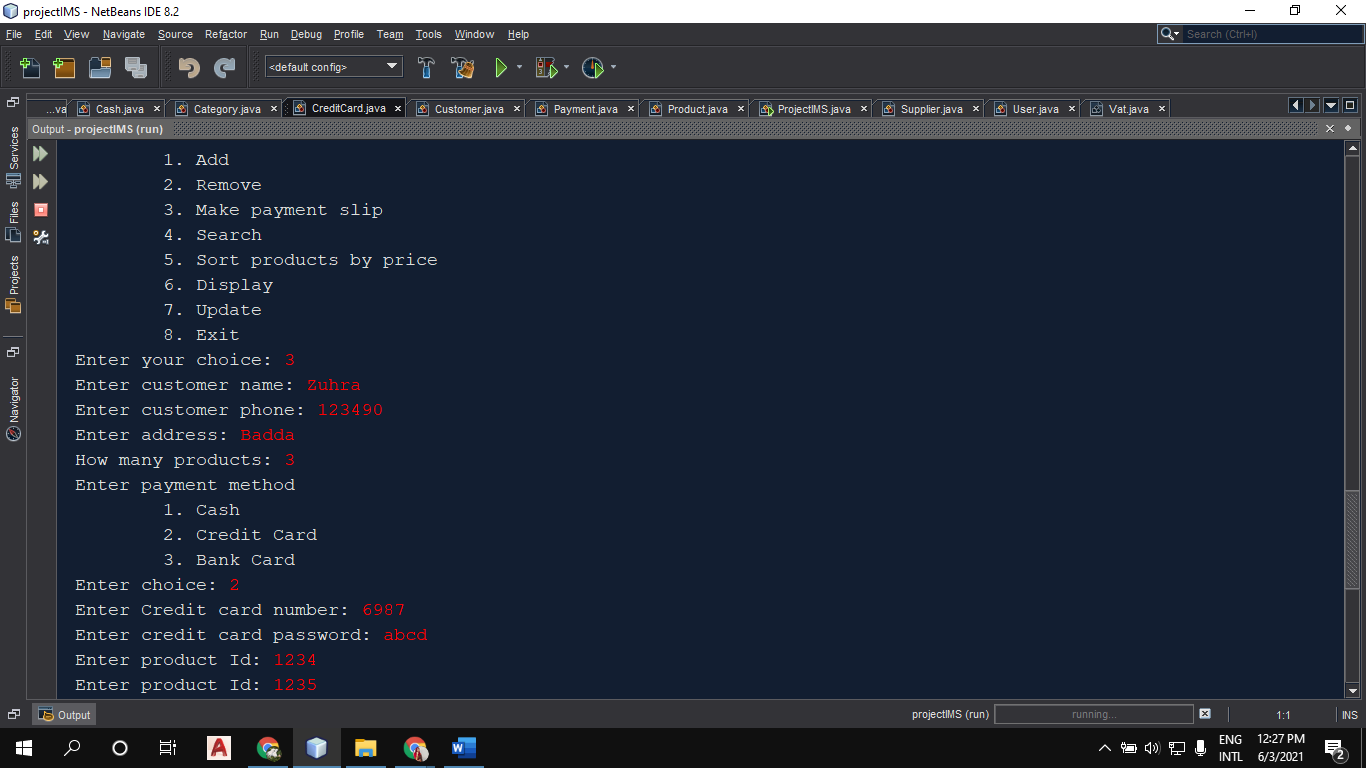 projectIMS - NetBeans IDE 8.2
File Edit View Navigate Source Refactor Run Debug Profile Team Tools Window Help
Search (Ctrl+I)
<default config>
...va Cash.java Category.java CreditCard.java Customer.java Payment.java Product.java ProjectIMS.java Supplier.java User.java Vat.java
Output - projectIMS (run)
Services
Files
Projects
Navigator
1. Add
2. Remove
3. Make payment slip
4. Search
5. Sort products by price
6. Display
7. Update
8. Exit
Enter your choice: 3
Enter customer name: Zuhra
Enter customer phone: 123490
Enter address: Badda
How many products: 3
Enter payment method
1. Cash
2. Credit Card
3. Bank Card
Enter choice: 2
Enter Credit card number: 6987
Enter credit card password: abcd
Enter product Id: 1234
Enter product Id: 1235
Output
projectIMS (run) running... 1:1 INS
ENG
INTL
12:27 PM
6/3/2021
2